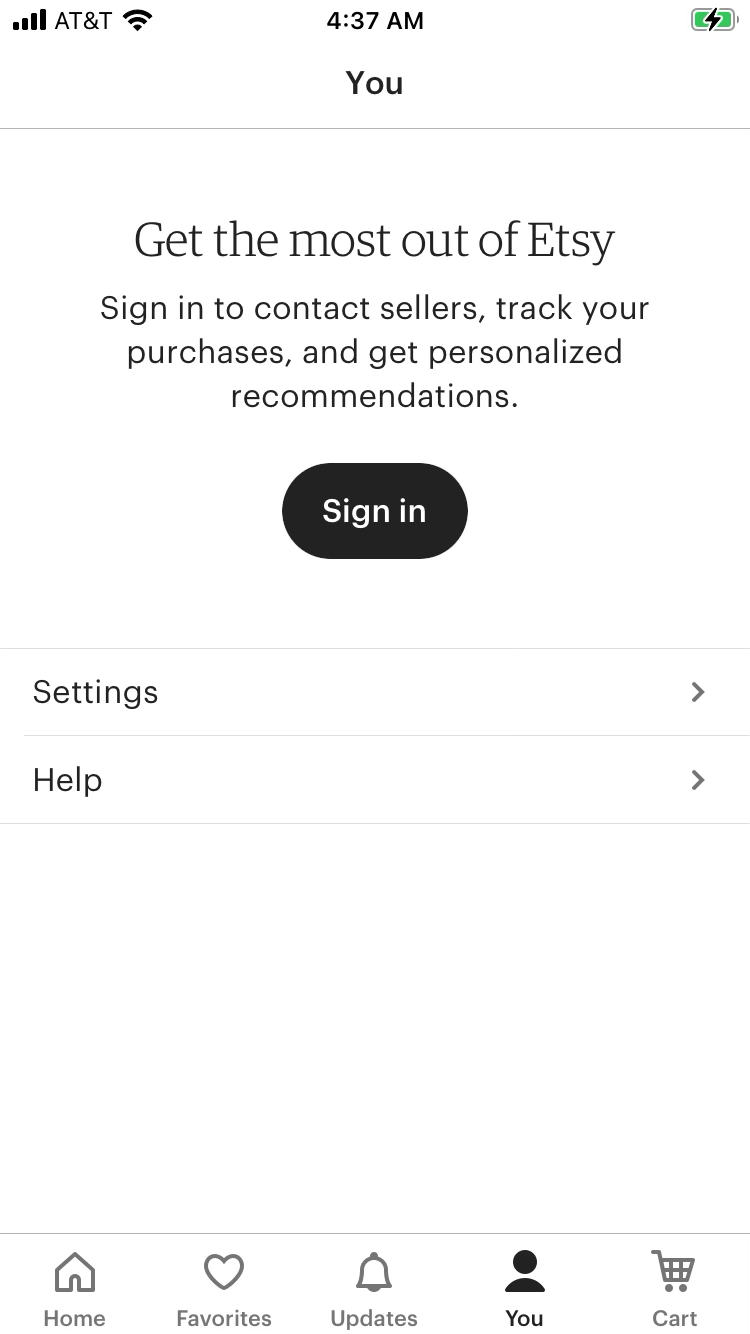 AT&T 4:37 AM
You
Get the most out of Etsy
Sign in to contact sellers, track your
purchases, and get personalized
recommendations.
Sign in
Settings
Help
Home Favorites Updates You Cart